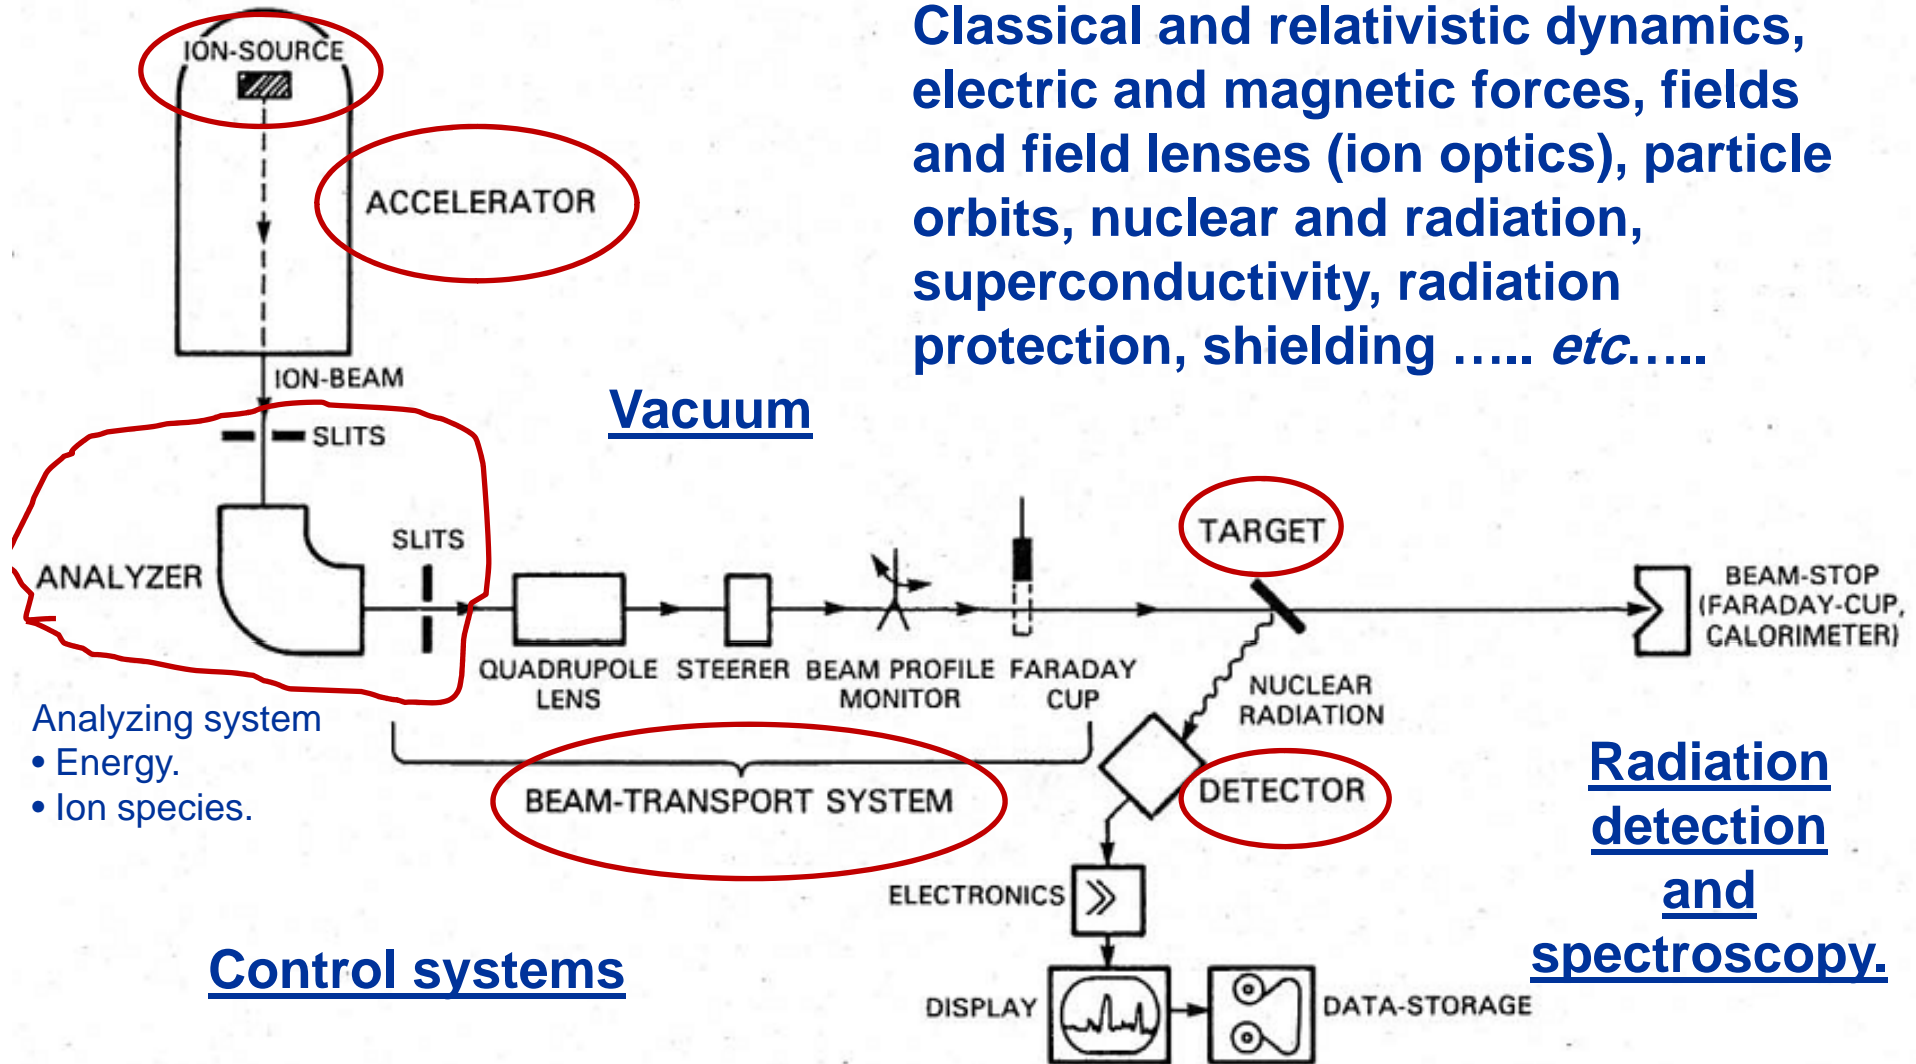 ION-SOURCE
ACCELERATOR
Classical and relativistic dynamics,
electric and magnetic forces, fields
and field lenses (ion optics), particle
orbits, nuclear and radiation,
superconductivity, radiation
protection, shielding ….. etc…..
ION-BEAM
SLITS
Vacuum
ANALYZER
SLITS
QUADRUPOLE
LENS
STEERER
BEAM PROFILE
MONITOR
FARADAY
CUP
TARGET
BEAM-STOP
(FARADAY-CUP,
CALORIMETER)
NUCLEAR
RADIATION
Analyzing system
• Energy.
• Ion species.
BEAM-TRANSPORT SYSTEM
DETECTOR
Radiation
detection
and
spectroscopy.
ELECTRONICS
Control systems
DISPLAY
DATA-STORAGE